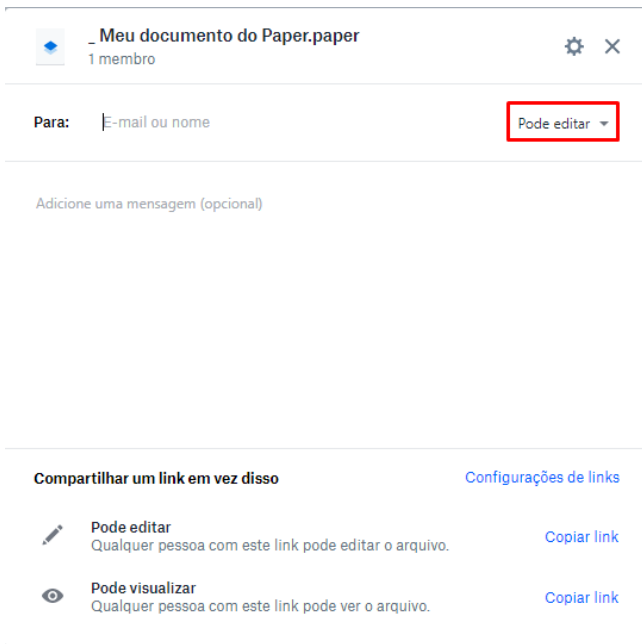 _ Meu documento do Paper.paper
1 membro
Para: E-mail ou nome Pode editar
Adicione uma mensagem (opcional)
Compartilhar um link em vez disso Configurações de links
Pode editar
Qualquer pessoa com este link pode editar o arquivo. Copiar link
Pode visualizar
Qualquer pessoa com este link pode ver o arquivo. Copiar link